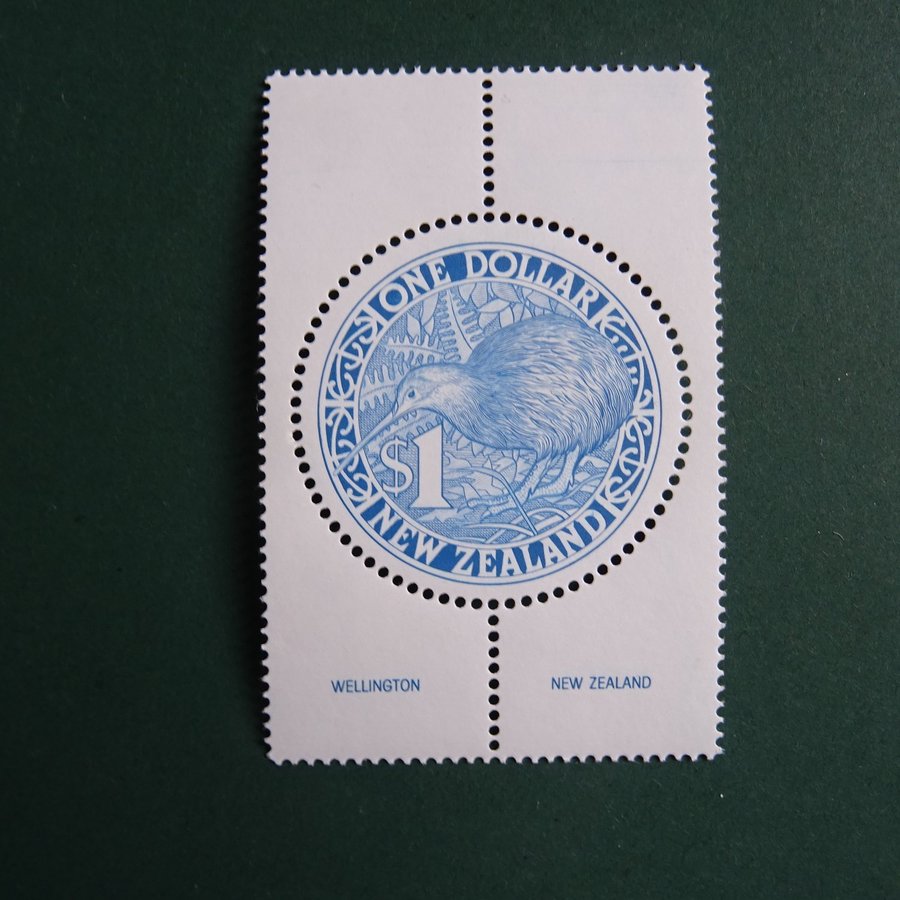 ONE DOLLAR
$1
NEW ZEALAND
WELLINGTON
NEW ZEALAND